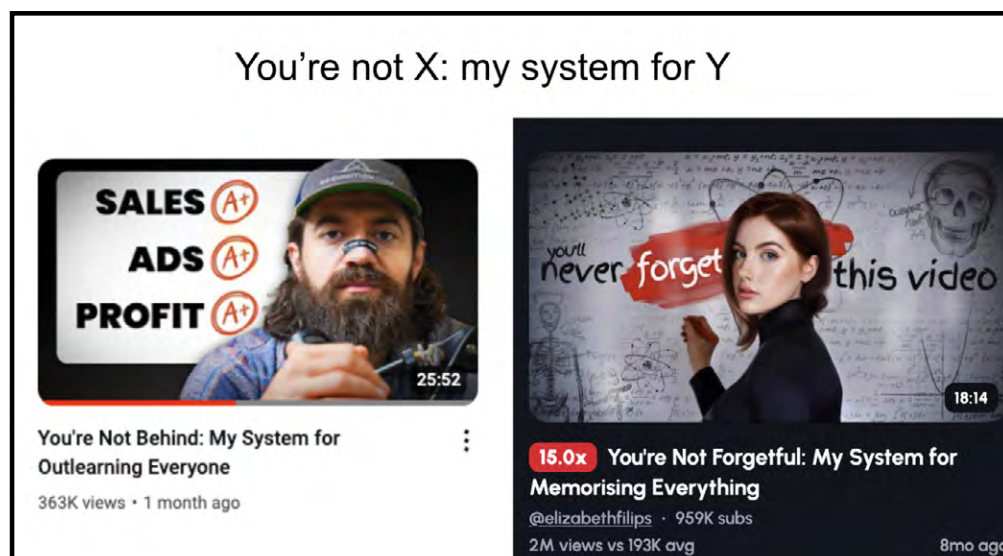 You're not X: my system for Y
SALES A+
ADS A+
PROFIT A+
25:52
You're Not Behind: My System for
Outlearning Everyone
363K views • 1 month ago
you'll
never forget this video
18:14
15.0x You're Not Forgetful: My System for
Memorising Everything
@elizabethfilips · 959K subs
2M views vs 193K avg 8mo ago